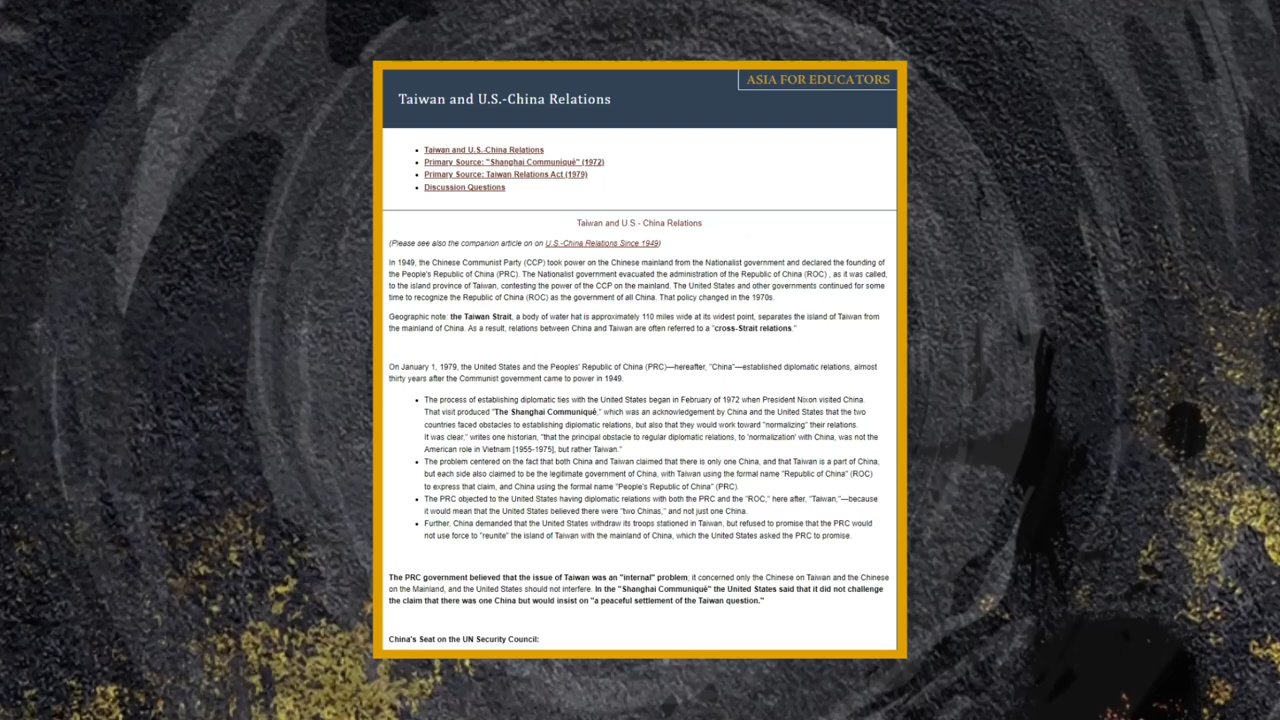 ASIA FOR EDUCATORS
Taiwan and U.S.-China Relations
Taiwan and U.S.-China Relations
Primary Source: "Shanghai Communiqué" (1972)
Primary Source: Taiwan Relations Act (1979)
Discussion Questions
Taiwan and U.S.- China Relations
(Please see also the companion article on on U.S.-China Relations Since 1949)
In 1949, the Chinese Communist Party (CCP) took power on the Chinese mainland from the Nationalist government and declared the founding of
the People's Republic of China (PRC). The Nationalist government evacuated the administration of the Republic of China (ROC) , as it was called,
to the island province of Taiwan, contesting the power of the CCP on the mainland. The United States and other governments continued for some
time to recognize the Republic of China (ROC) as the government of all China. That policy changed in the 1970s.
Geographic note: the Taiwan Strait, a body of water hat is approximately 110 miles wide at its widest point, separates the island of Taiwan from
the mainland of China. As a result, relations between China and Taiwan are often referred to a "cross-Strait relations."
On January 1, 1979, the United States and the Peoples' Republic of China (PRC)—hereafter, "China"—established diplomatic relations, almost
thirty years after the Communist government came to power in 1949.
The process of establishing diplomatic ties with the United States began in February of 1972 when President Nixon visited China.
That visit produced "The Shanghai Communiqué," which was an acknowledgement by China and the United States that the two
countries faced obstacles to establishing diplomatic relations, but also that they would work toward "normalizing" their relations.
It was clear," writes one historian, "that the principal obstacle to regular diplomatic relations, to 'normalization' with China, was not the
American role in Vietnam [1955-1975], but rather Taiwan."
The problem centered on the fact that both China and Taiwan claimed that there is only one China, and that Taiwan is a part of China,
but each side also claimed to be the legitimate government of China, with Taiwan using the formal name "Republic of China" (ROC)
to express that claim, and China using the formal name "People's Republic of China" (PRC).
The PRC objected to the United States having diplomatic relations with both the PRC and the "ROC," here after, "Taiwan,"—because
it would mean that the United States believed there were "two Chinas," and not just one China.
Further, China demanded that the United States withdraw its troops stationed in Taiwan, but refused to promise that the PRC would
not use force to "reunite" the island of Taiwan with the mainland of China, which the United States asked the PRC to promise.
The PRC government believed that the issue of Taiwan was an "internal" problem; it concerned only the Chinese on Taiwan and the Chinese
on the Mainland, and the United States should not interfere. In the "Shanghai Communiqué" the United States said that it did not challenge
the claim that there was one China but would insist on "a peaceful settlement of the Taiwan question."
China's Seat on the UN Security Council: